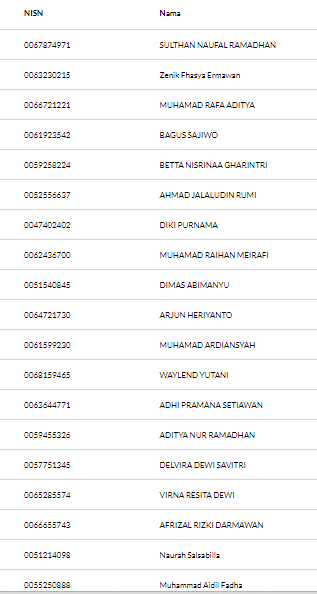 NISN Nama
0067874971 SULTHAN NAUFAL RAMADHAN
0063230215 Zenik Fhasya Ermawan
0066721221 MUHAMAD RAFA ADITYA
0061923542 BAGUS SAJIWO
0059258224 BETTA NISRINAA GHARINTRI
0052556637 AHMAD JALALUDIN RUMI
0047402402 DIKI PURNAMA
0062436700 MUHAMAD RAIHAN MEIRAFI
0051540845 DIMAS ABIMANYU
0064721730 ARJUN HERIYANTO
0061599230 MUHAMAD ARDIANSYAH
0068159465 WAYLEND YUTANI
0063644771 ADHI PRAMANA SETIAWAN
0059455326 ADITYA NUR RAMADHAN
0057751345 DELVIRA DEWI SAVITRI
0065285574 VIRNA RESITA DEWI
0066655743 AFRIZAL RIZKI DARMAWAN
0051214098 Naurah Salsabilla
0055250888 Muhammad Aidil Fadha